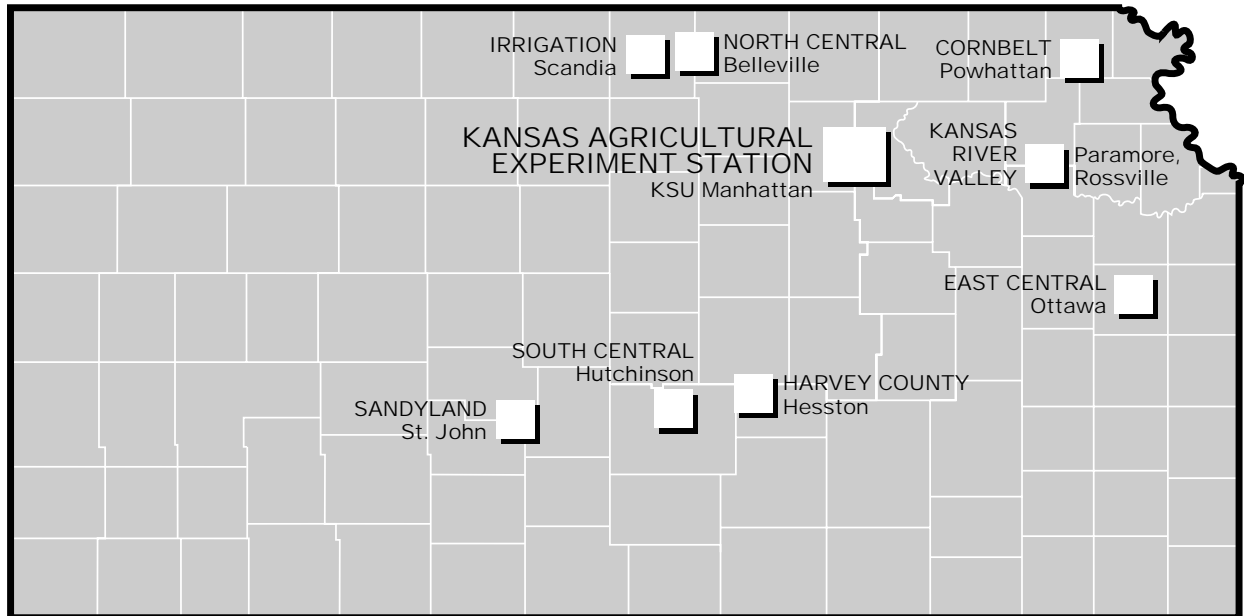 IRRIGATION
Scandia
NORTH CENTRAL
Belleville
CORNBELT
Powhattan
KANSAS AGRICULTURAL
EXPERIMENT STATION
KSU Manhattan
KANSAS
RIVER
VALLEY
Paramore,
Rossville
EAST CENTRAL
Ottawa
SOUTH CENTRAL
Hutchinson
HARVEY COUNTY
Hesston
SANDYLAND
St. John